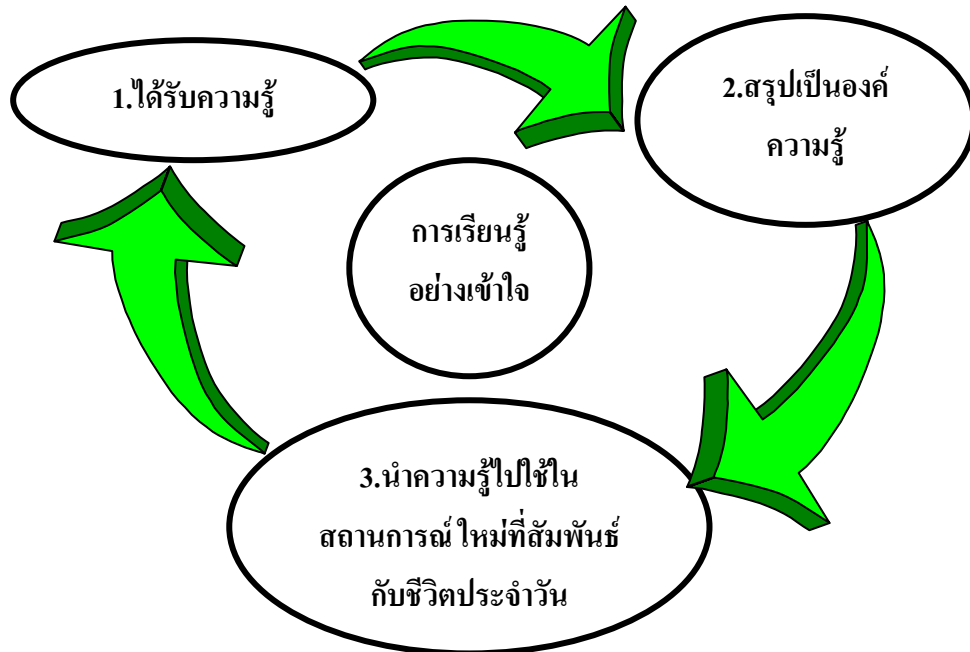 1.ได้รับความรู้
2.สรุปเป็นองค์
ความรู้
การเรียนรู้
อย่างเข้าใจ
3.นำความรู้ไปใช้ใน
สถานการณ์ ใหม่ที่สัมพันธ์
กับชีวิตประจำวัน